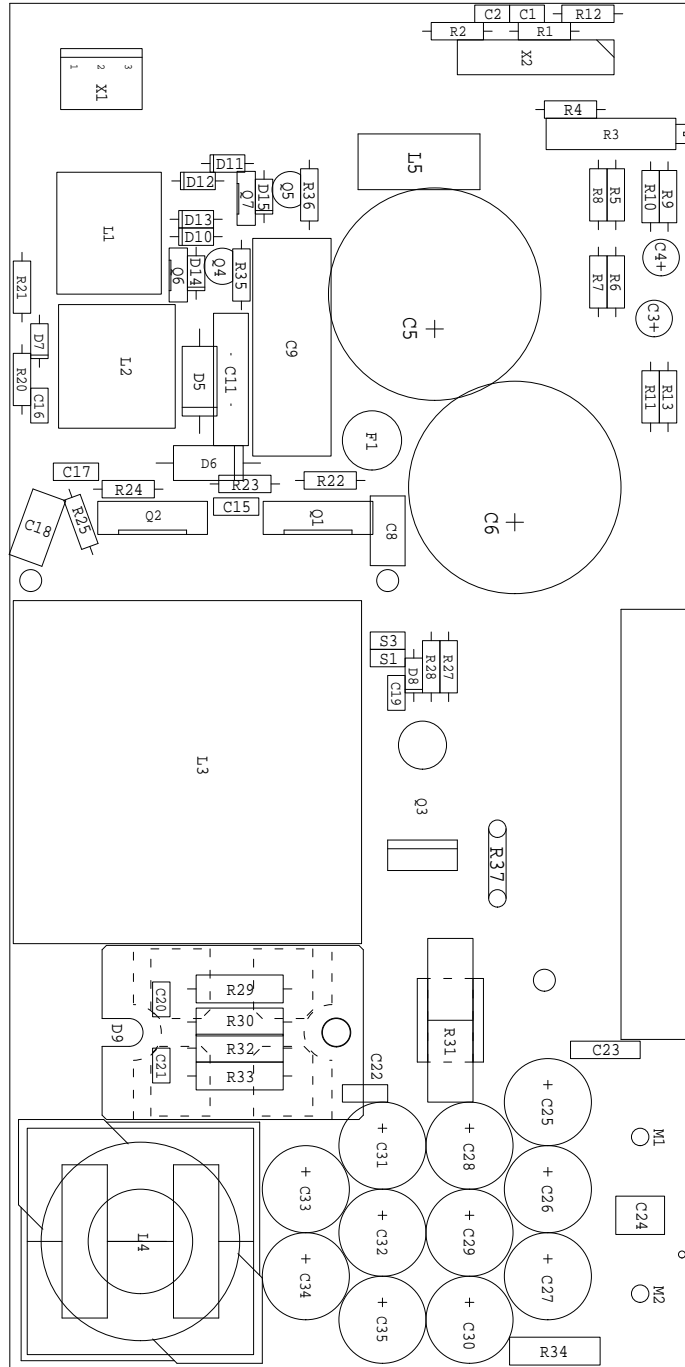 C2 C1 R12
R2 R1
X2
1 2 3
X1
R4
R3
L5
D11
D12
Q7
D15
Q5
R36
R8
R5
R10
R9
L1
D13
D10
C4+
Q6
D14
Q4
R35
R21
R7
R6
C3+
C5
+
D7
L2
D5
C11
C9
R20
C16
R11
R13
F1
C17
D6
R24
R23
R22
C18
R25
Q2
C15
Q1
C8
C6
+
S3
S1
D8
R28
R27
C19
L3
Q3
R37
R29
C20
R30
D9
R32
C21
R33
R31
C23
C22
+ C25
+ C31
+ C28
M1
+ C33
+ C26
C24
+ C32
+ C29
L4
+ C34
+ C27
M2
+ C35
+ C30
R34